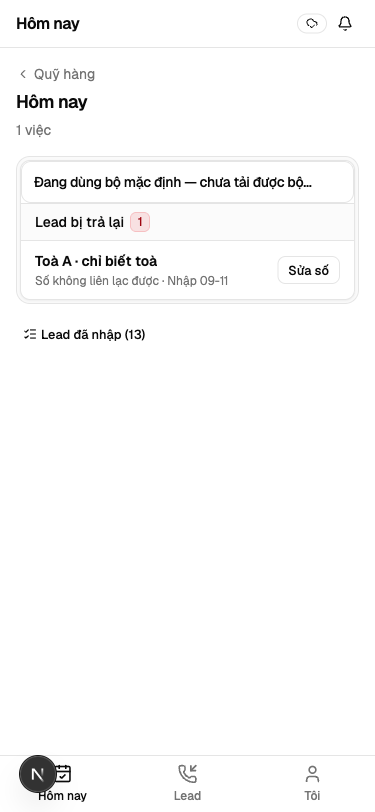 Hôm nay
Quỹ hàng
Hôm nay
1 việc
Đang dùng bộ mặc định — chưa tải được bộ...
Lead bị trả lại 1
Toà A · chỉ biết toà
Số không liên lạc được · Nhập 09-11
Sửa số
Lead đã nhập (13)
N
Hôm nay
Lead
Tôi